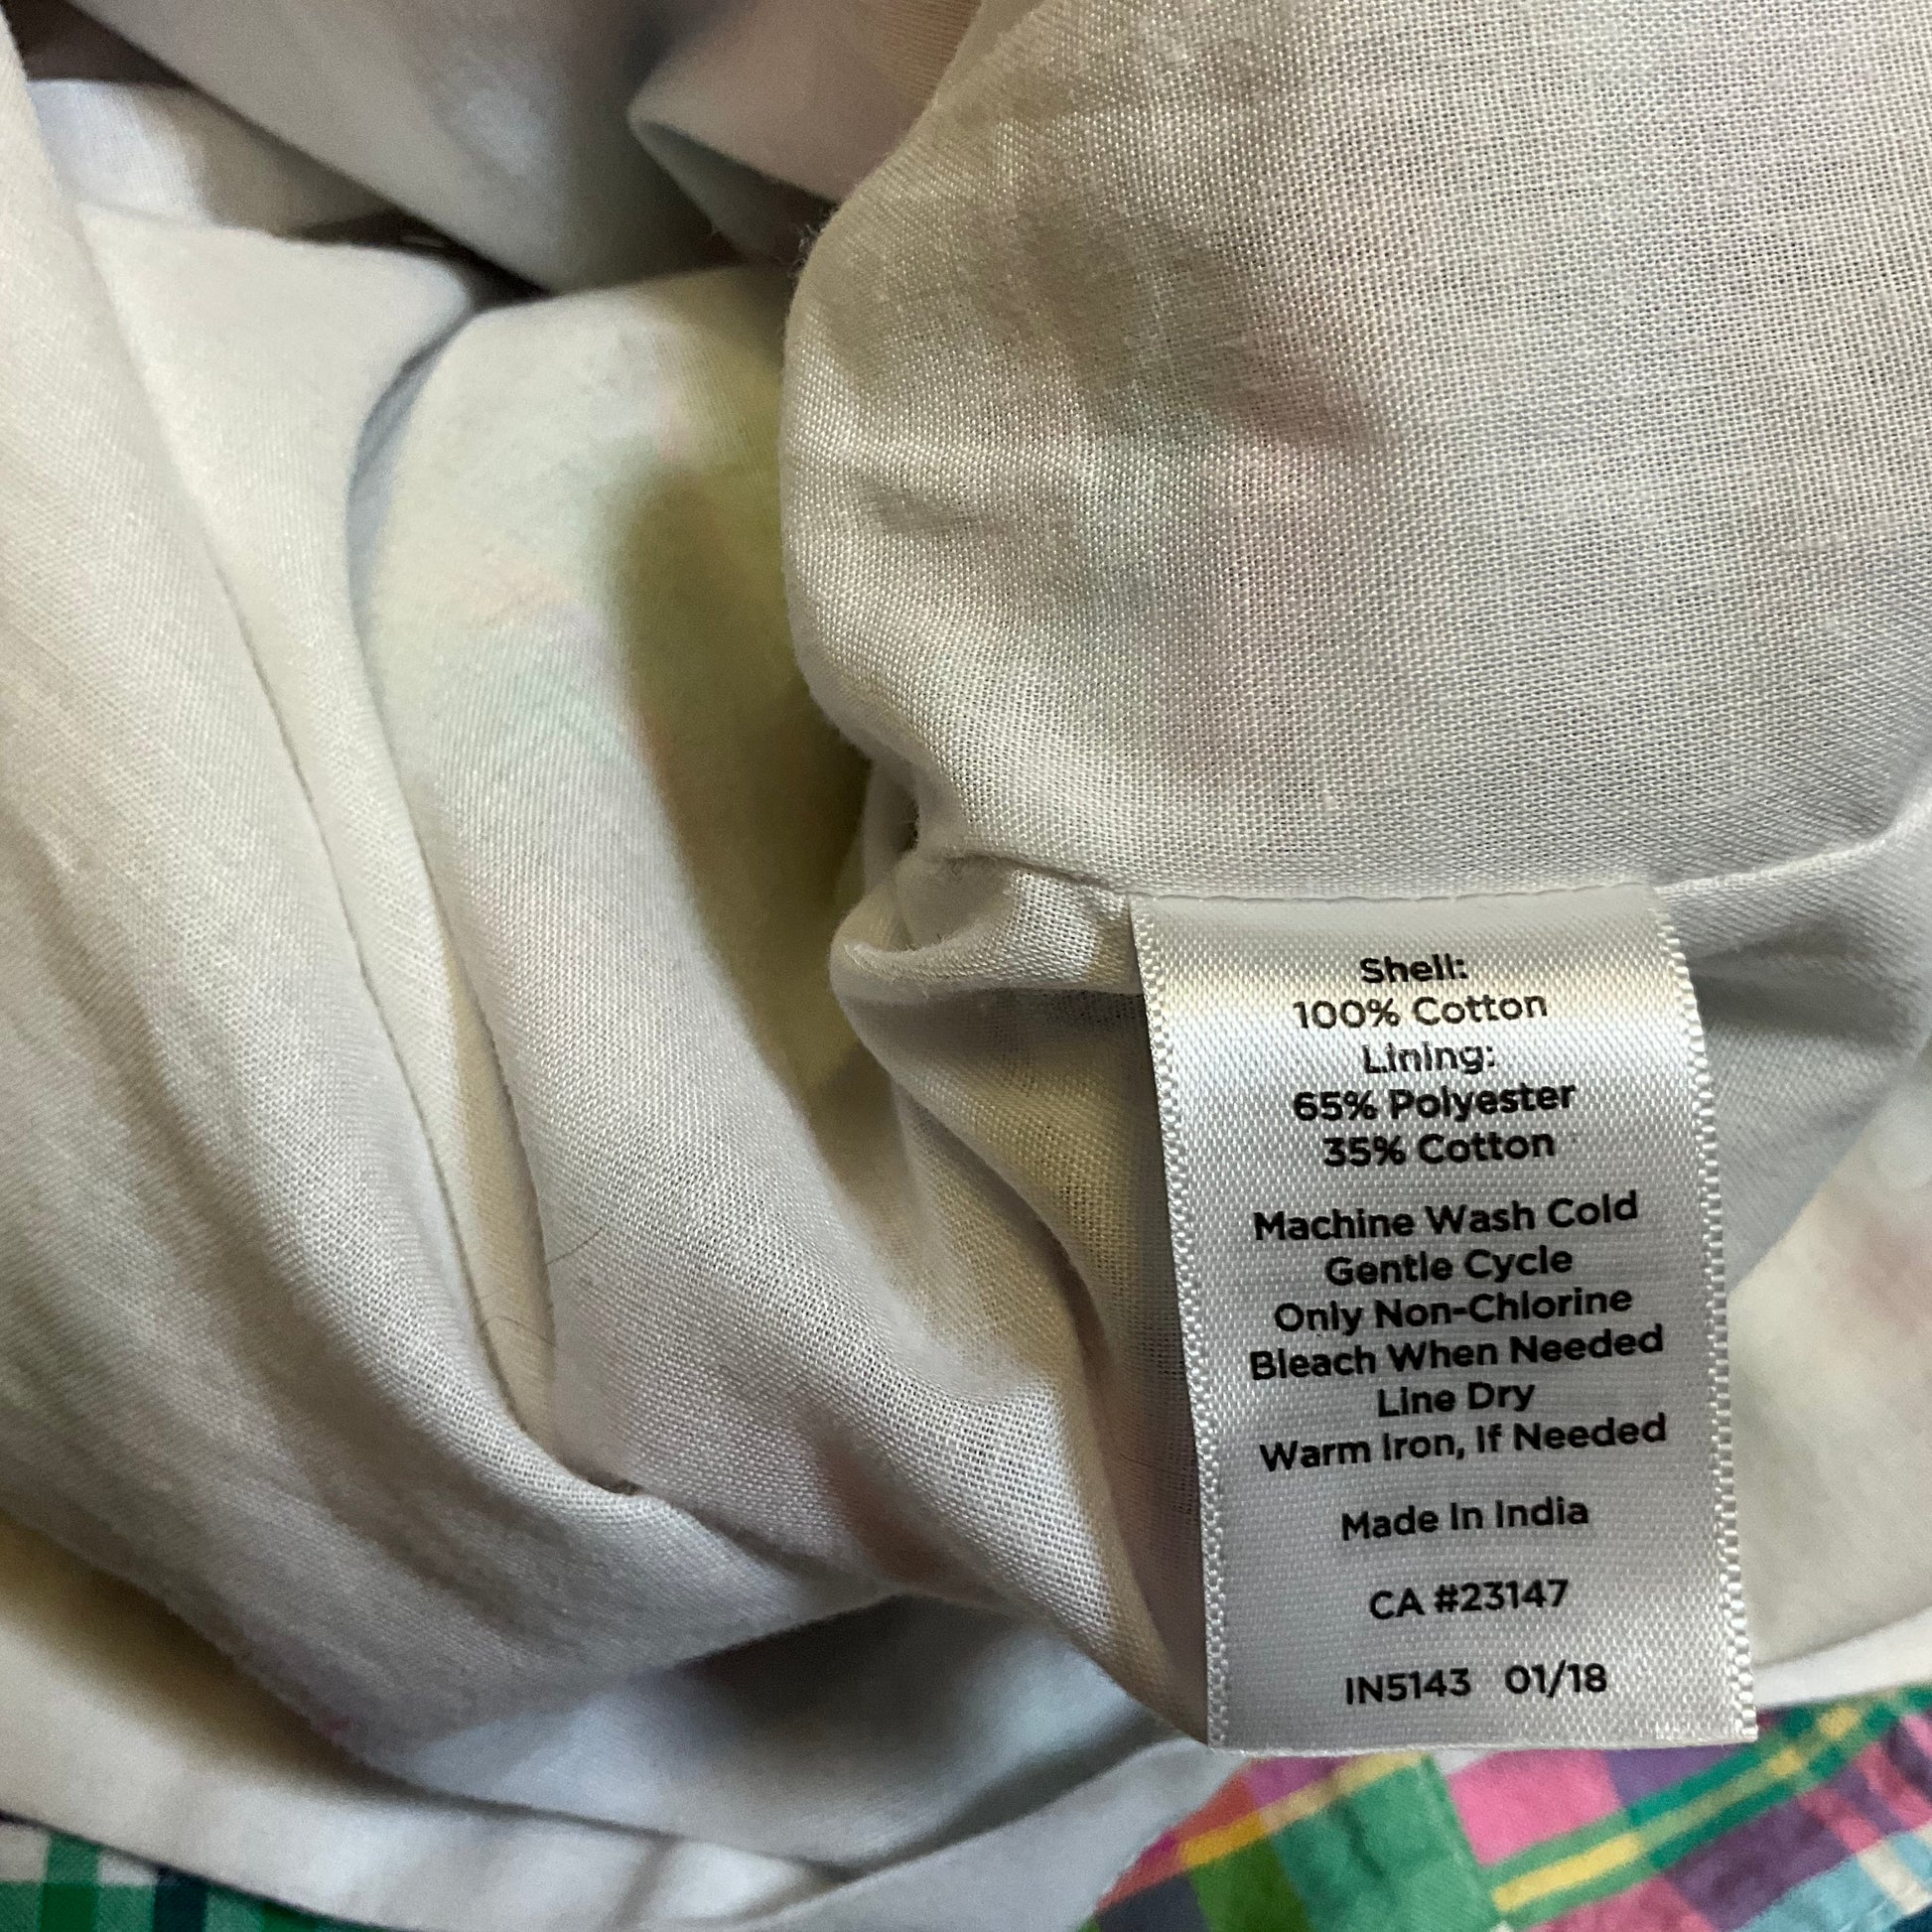 Shell:
100% Cotton
Lining:
65% Polyester
35% Cotton
Machine Wash Cold
Gentle Cycle
Only Non-Chlorine
Bleach When Needed
Line Dry
Warm Iron, If Needed
Made In India
CA #23147
IN5143 01/18